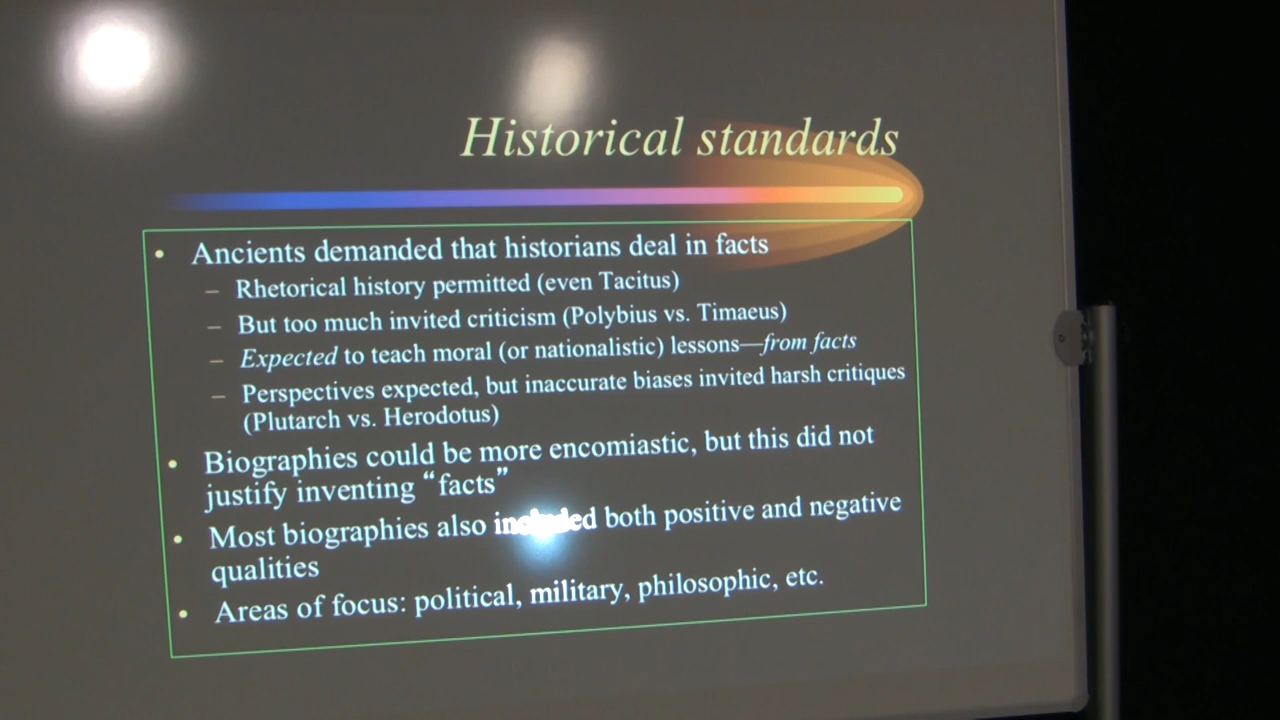 Historical standards
• Ancients demanded that historians deal in facts
– Rhetorical history permitted (even Tacitus)
– But too much invited criticism (Polybius vs. Timaeus)
– Expected to teach moral (or nationalistic) lessons—from facts
– Perspectives expected, but inaccurate biases invited harsh critiques
(Plutarch vs. Herodotus)
• Biographies could be more encomiastic, but this did not
justify inventing “facts”
• Most biographies also included both positive and negative
qualities
• Areas of focus: political, military, philosophic, etc.